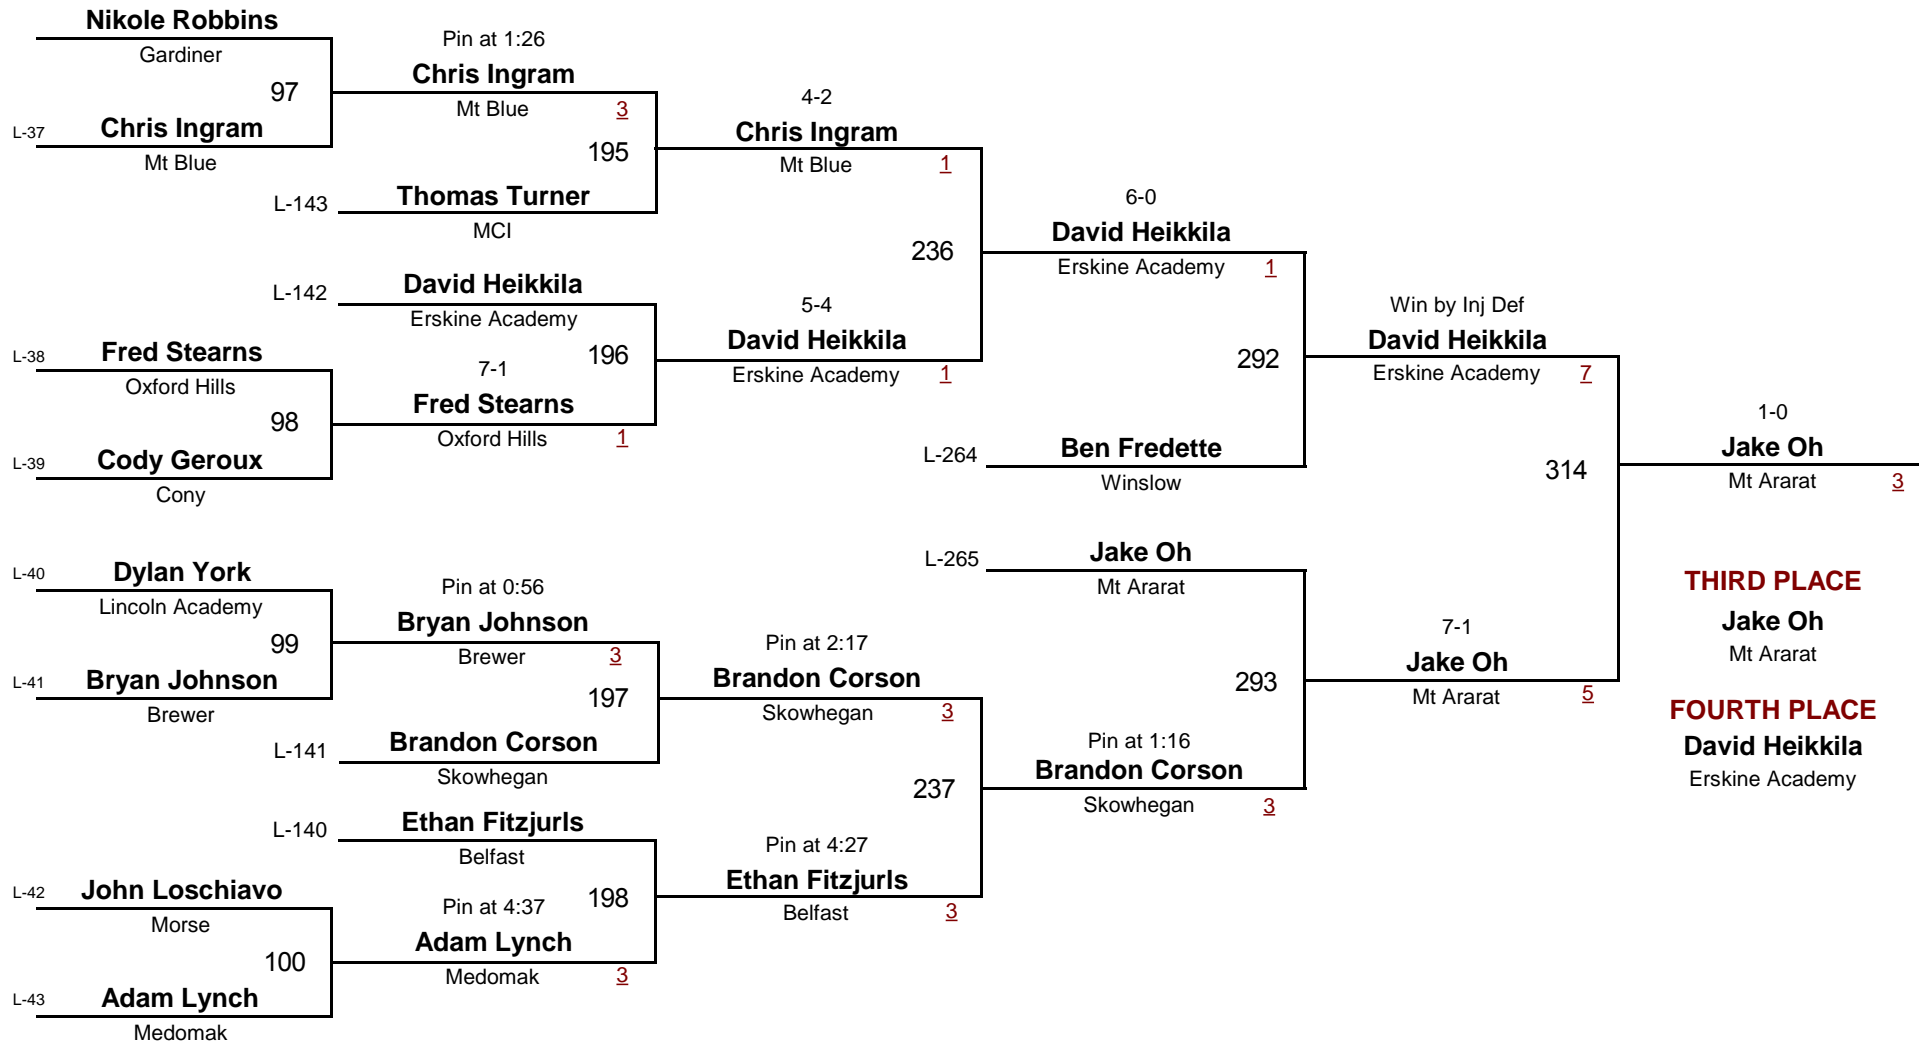 Nikole Robbins
Gardiner
97
L-37 Chris Ingram
Mt Blue
Pin at 1:26
Chris Ingram
Mt Blue 3
195
L-143 Thomas Turner
MCI
4-2
Chris Ingram
Mt Blue 1
L-142 David Heikkila
Erskine Academy
196
L-38 Fred Stearns
Oxford Hills
98
L-39 Cody Geroux
Cony
7-1
Fred Stearns
Oxford Hills 1
5-4
David Heikkila
Erskine Academy 1
236
6-0
David Heikkila
Erskine Academy 1
292
L-264 Ben Fredette
Winslow
Win by Inj Def
David Heikkila
Erskine Academy 7
314
1-0
Jake Oh
Mt Ararat 3
L-40 Dylan York
Lincoln Academy
99
L-41 Bryan Johnson
Brewer
Pin at 0:56
Bryan Johnson
Brewer 3
197
L-141 Brandon Corson
Skowhegan
Pin at 2:17
Brandon Corson
Skowhegan 3
237
L-140 Ethan Fitzjurls
Belfast
198
L-42 John Loschiavo
Morse
100
L-43 Adam Lynch
Medomak
Pin at 4:37
Adam Lynch
Medomak 3
Pin at 4:27
Ethan Fitzjurls
Belfast 3
L-265 Jake Oh
Mt Ararat
293
Pin at 1:16
Brandon Corson
Skowhegan 3
7-1
Jake Oh
Mt Ararat 5
THIRD PLACE
Jake Oh
Mt Ararat
FOURTH PLACE
David Heikkila
Erskine Academy